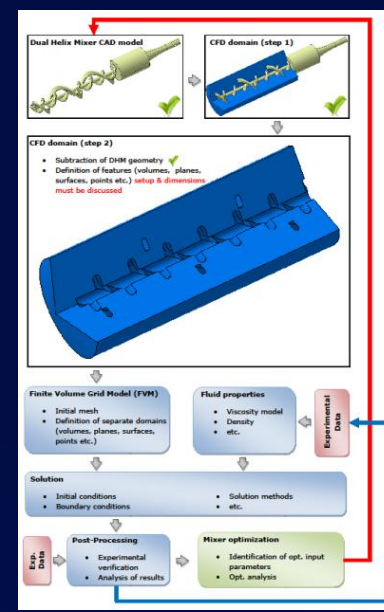 Dual Helix Mixer CAD model
CFD domain (step 1)
CFD domain (step 2)
• Subtraction of DHM geometry
• Definition of features (volumes, planes,
surfaces, points etc.) setup & dimensions
must be discussed
Finite Volume Grid Model (FVM)
• Initial mesh
• Definition of separate domains
(volumes, planes, surfaces,
points etc.)
Fluid properties
• Viscosity model
• Density
• etc.
Experimental
Data
Solution
• Initial conditions
• Boundary conditions
• Solution methods
• etc.
Exp.
Data
Post-Processing
• Experimental
verification
• Analysis of results
Mixer optimization
• Identification of opt. input
parameters
• Opt. analysis